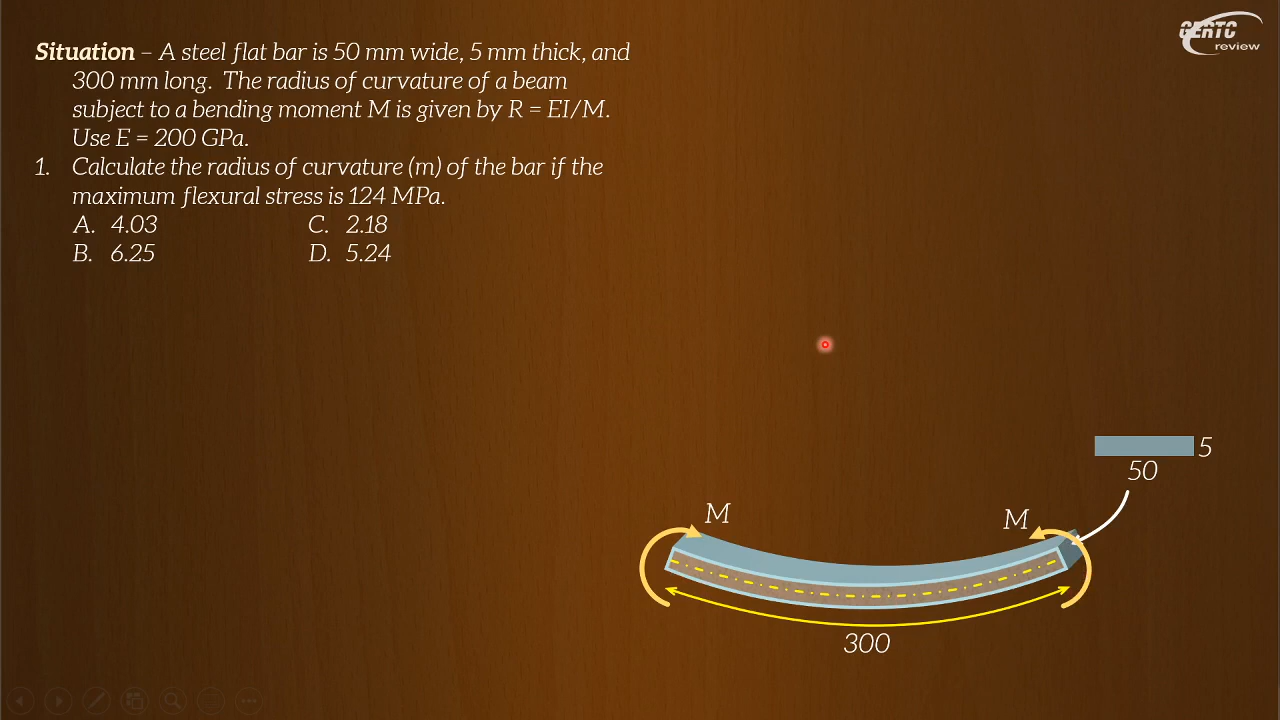 GERTC
review
Situation – A steel flat bar is 50 mm wide, 5 mm thick, and
300 mm long. The radius of curvature of a beam
subject to a bending moment M is given by R = EI/M.
Use E = 200 GPa.
1. Calculate the radius of curvature (m) of the bar if the
maximum flexural stress is 124 MPa.
A. 4.03 C. 2.18
B. 6.25 D. 5.24
5
50
M M
300